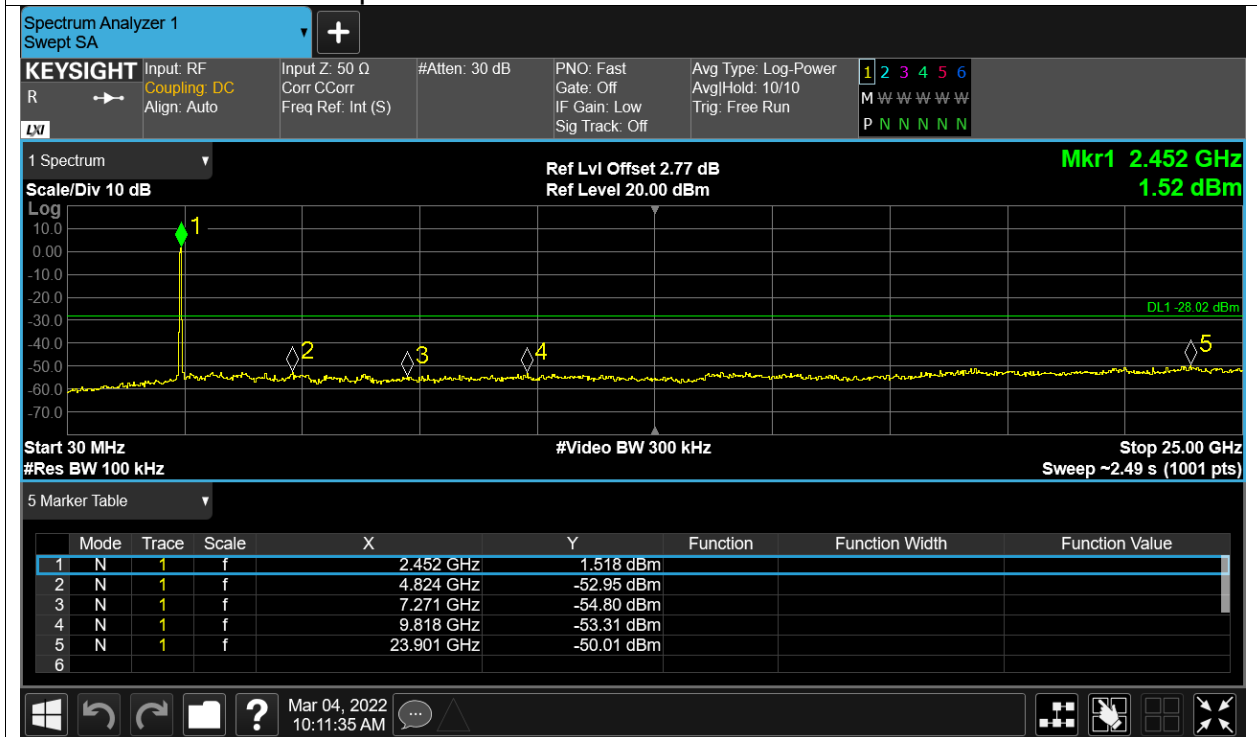 Spectrum Analyzer 1
Swept SA
+
KEYSIGHT Input: RF Input Z: 50 Ω #Atten: 30 dB PNO: Fast Avg Type: Log-Power 1 2 3 4 5 6
R Coupling: DC Corr CCorr Gate: Off Avg|Hold: 10/10 M W W W W W
Align: Auto Freq Ref: Int (S) IF Gain: Low Trig: Free Run
LXI Sig Track: Off P N N N N N N
1 Spectrum Ref Lvl Offset 2.77 dB Mkr1 2.452 GHz
Scale/Div 10 dB Ref Level 20.00 dBm 1.52 dBm
Log
10.0 1
0.00
-10.0
-20.0
DL1 -28.02 dBm
-30.0
-40.0 2 3 4 5
-50.0
-60.0
-70.0
Start 30 MHz #Video BW 300 kHz Stop 25.00 GHz
#Res BW 100 kHz Sweep ~2.49 s (1001 pts)
5 Marker Table
Mode Trace Scale X Y Function Function Width Function Value
1 N 1 f 2.452 GHz 1.518 dBm
2 N 1 f 4.824 GHz -52.95 dBm
3 N 1 f 7.271 GHz -54.80 dBm
4 N 1 f 9.818 GHz -53.31 dBm
5 N 1 f 23.901 GHz -50.01 dBm
6
? Mar 04, 2022
10:11:35 AM